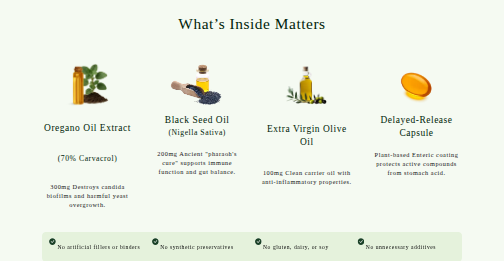 What's Inside Matters
Oregano Oil Extract
(70% Carvacrol)
300mg Destroys candida
biofilms and harmful yeast
overgrowth.
Black Seed Oil
(Nigella Sativa)
200mg Ancient "pharaoh's
cure" supports immune
function and gut balance.
Extra Virgin Olive
Oil
100mg Clean carrier oil with
anti-inflammatory properties.
Delayed-Release
Capsule
Plant-based Enteric coating
protects active compounds
from stomach acid.
No artificial fillers or binders
No synthetic preservatives
No gluten, dairy, or soy
No unnecessary additives